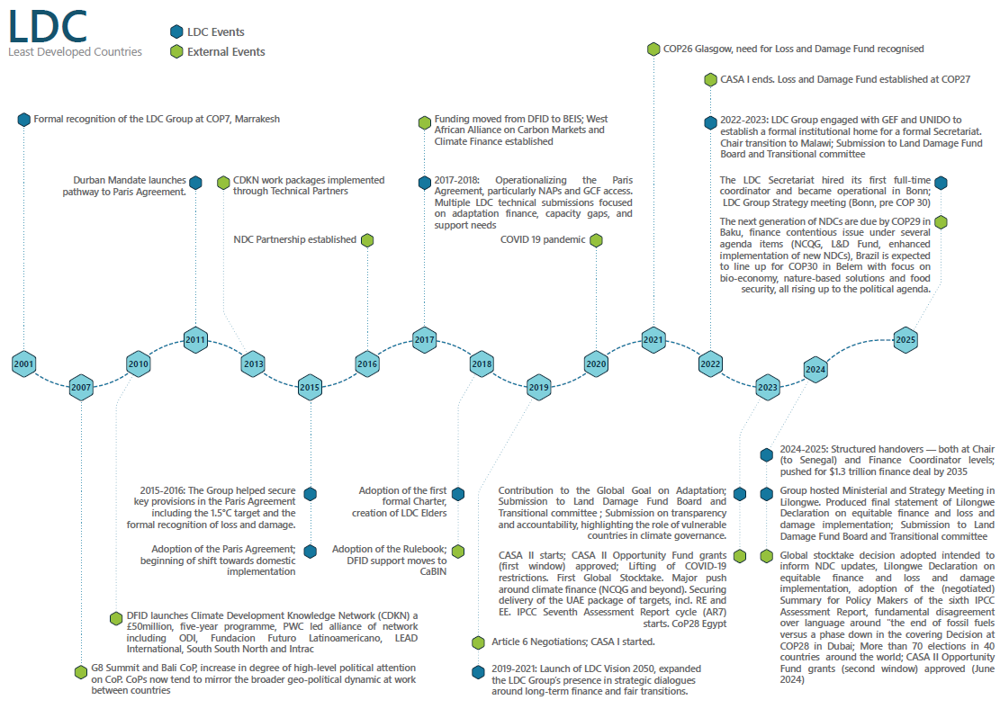 LDC
Least Developed Countries
LDC Events
External Events
COP26 Glasgow, need for Loss and Damage Fund recognised
CASA I ends. Loss and Damage Fund established at COP27
Formal recognition of the LDC Group at COP7, Marrakesh
Funding moved from DFID to BEIS; West
African Alliance on Carbon Markets and
Climate Finance established
2022-2023: LDC Group engaged with GEF and UNIDO to
establish a formal institutional home for a formal Secretariat.
Chair transition to Malawi; Submission to Land Damage Fund
Board and Transitional committee
Durban Mandate launches
pathway to Paris Agreement.
CDKN work packages implemented
through Technical Partners
2017-2018: Operationalizing the Paris
Agreement, particularly NAPs and GCF access.
Multiple LDC technical submissions focused
on adaptation finance, capacity gaps, and
support needs
The LDC Secretariat hired its first full-time
coordinator and became operational in Bonn;
LDC Group Strategy meeting (Bonn, pre COP 30)
NDC Partnership established
COVID 19 pandemic
The next generation of NDCs are due by COP29 in
Baku, finance contentious issue under several
agenda items (NCQG, L&D Fund, enhanced
implementation of new NDCs), Brazil is expected
to line up for COP30 in Belem with focus on
bio-economy, nature-based solutions and food
security, all rising up to the political agenda.
2001
2007
2010
2011
2013
2015
2016
2017
2018
2019
2020
2021
2022
2023
2024
2025
2015-2016: The Group helped secure
key provisions in the Paris Agreement
including the 1.5°C target and the
formal recognition of loss and damage.
Adoption of the Paris Agreement;
beginning of shift towards domestic
implementation
Adoption of the first
formal Charter,
creation of LDC Elders
Adoption of the Rulebook;
DFID support moves to
CaBIN
Contribution to the Global Goal on Adaptation;
Submission to Land Damage Fund Board and
Transitional committee ; Submission on transparency
and accountability, highlighting the role of vulnerable
countries in climate governance.
CASA II starts; CASA II Opportunity Fund grants
(first window) approved; Lifting of COVID-19
restrictions. First Global Stocktake. Major push
around climate finance (NCQG and beyond). Securing
delivery of the UAE package of targets, incl. RE and
EE. IPCC Seventh Assessment Report cycle (AR7)
starts. CoP28 Egypt
2024-2025: Structured handovers — both at Chair
(to Senegal) and Finance Coordinator levels;
pushed for $1.3 trillion finance deal by 2035
Group hosted Ministerial and Strategy Meeting in
Lilongwe. Produced final statement of Lilongwe
Declaration on equitable finance and loss and
damage implementation; Submission to Land
Damage Fund Board and Transitional committee
Global stocktake decision adopted intended to
inform NDC updates, Lilongwe Declaration on
equitable finance and loss and damage
implementation, adoption of the (negotiated)
Summary for Policy Makers of the sixth IPCC
Assessment Report, fundamental disagreement
over language around "the end of fossil fuels
versus a phase down in the covering Decision at
COP28 in Dubai; More than 70 elections in 40
countries around the world; CASA II Opportunity
Fund grants (second window) approved (June
2024)
DFID launches Climate Development Knowledge Network (CDKN) a
£50million, five-year programme, PWC led alliance of network
including ODI, Fundacion Futuro Latinoamericano, LEAD
International, South South North and Intrac
G8 Summit and Bali CoP, increase in degree of high-level political attention
on CoP. CoPs now tend to mirror the broader geo-political dynamic at work
between countries
Article 6 Negotiations; CASA I started.
2019-2021: Launch of LDC Vision 2050, expanded
the LDC Group's presence in strategic dialogues
around long-term finance and fair transitions.